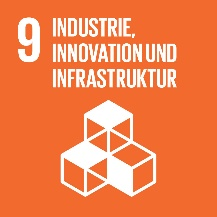 9 INDUSTRIE,
INNOVATION UND
INFRASTRUKTUR